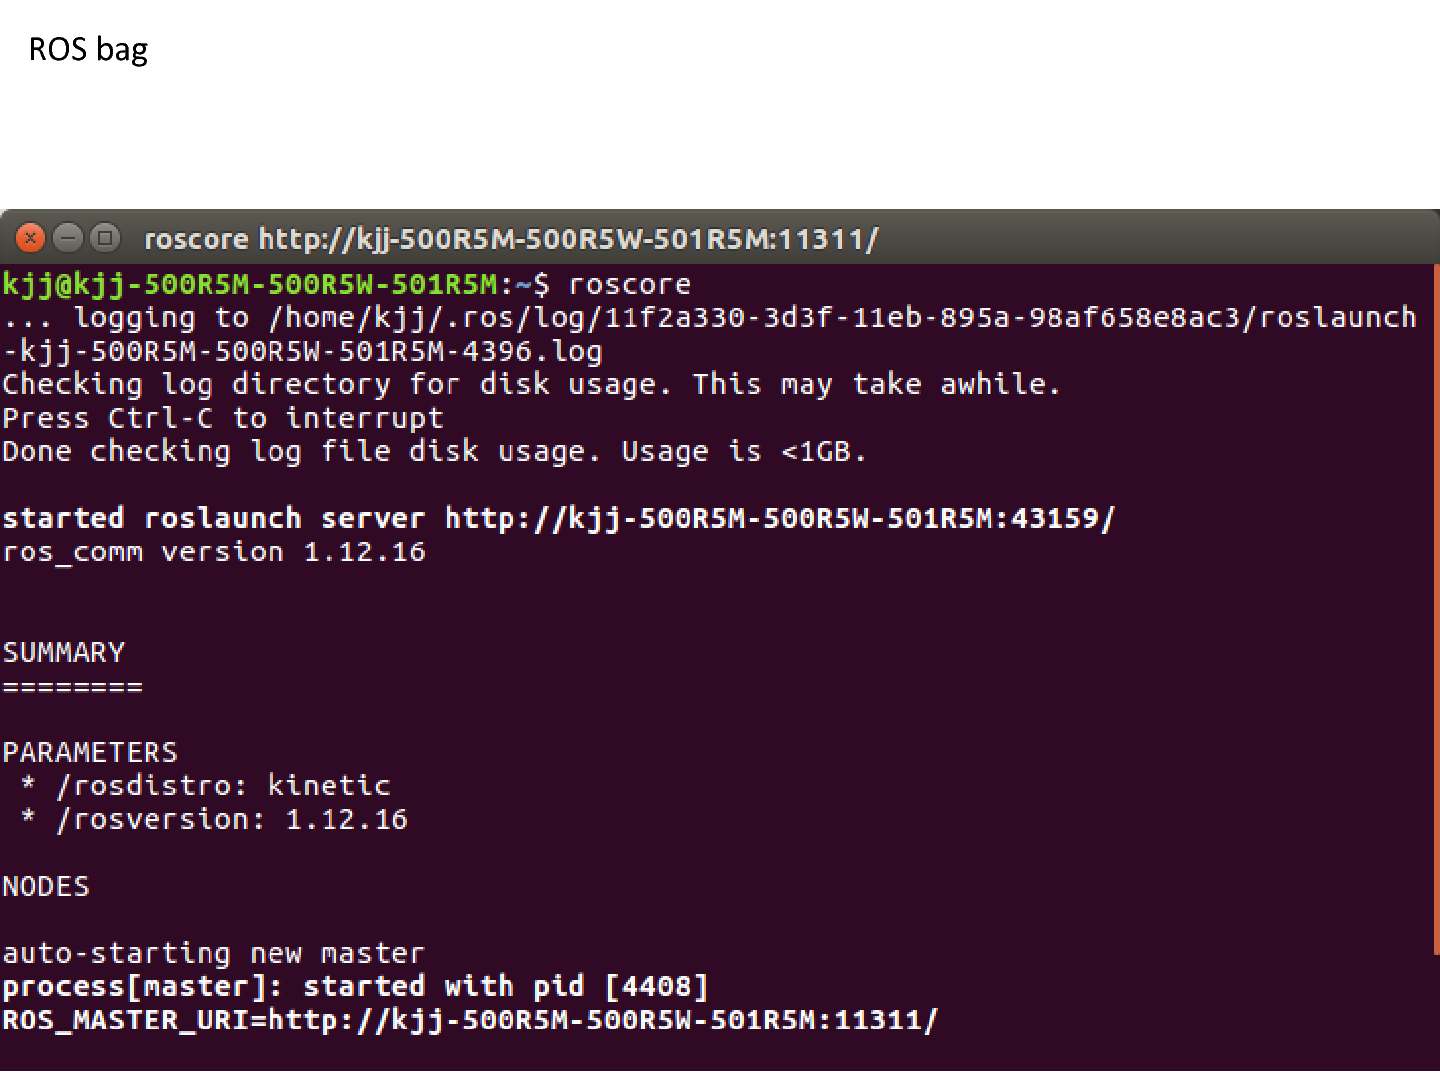 ROS bag
roscore http://kjj-500R5M-500R5W-501R5M:11311/
kjj@kjj-500R5M-500R5W-501R5M:~$ roscore
... logging to /home/kjj/.ros/log/11f2a330-3d3f-11eb-895a-98af658e8ac3/roslaunch
-kjj-500R5M-500R5W-501R5M-4396.log
Checking log directory for disk usage. This may take awhile.
Press Ctrl-C to interrupt
Done checking log file disk usage. Usage is <1GB.
started roslaunch server http://kjj-500R5M-500R5W-501R5M:43159/
ros_comm version 1.12.16
SUMMARY
========
PARAMETERS
* /rosdistro: kinetic
* /rosversion: 1.12.16
NODES
auto-starting new master
process[master]: started with pid [4408]
ROS_MASTER_URI=http://kjj-500R5M-500R5W-501R5M:11311/